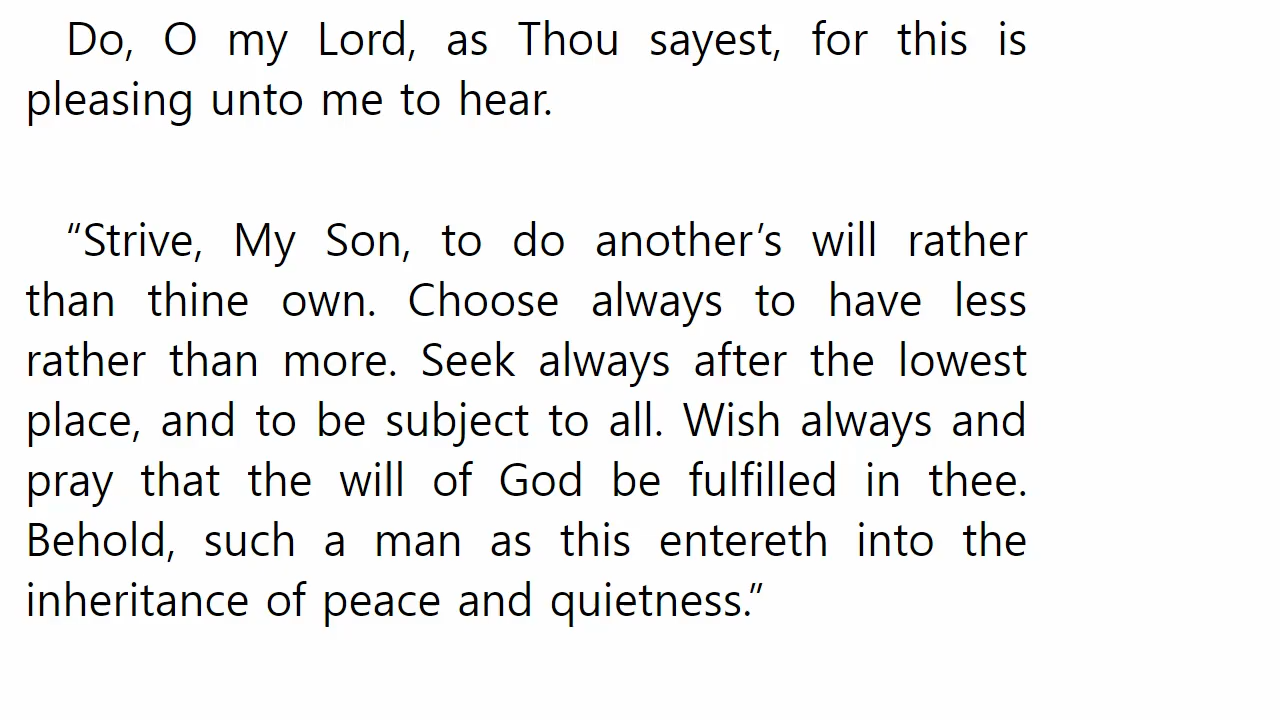 Do, O my Lord, as Thou sayest, for this is
pleasing unto me to hear.
“Strive, My Son, to do another’s will rather
than thine own. Choose always to have less
rather than more. Seek always after the lowest
place, and to be subject to all. Wish always and
pray that the will of God be fulfilled in thee.
Behold, such a man as this entereth into the
inheritance of peace and quietness.”